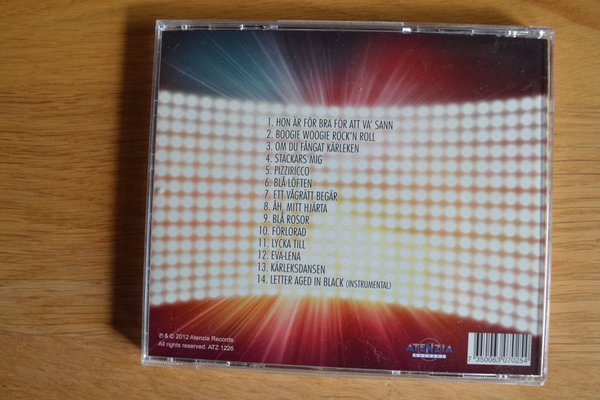 1. HON ÄR FÖR BRA FÖR ATT VA' SANN
2. BOOGIE WOOGIE ROCK'N ROLL
3. OM DU FÅNGAT KÄRLEKEN
4. STACKARS MIG
5. PIZZIRICCO
6. BLÅ LÖFTEN
7. ETT VÅGRÄTT BEGÄR
8. ÅH, MITT HJÄRTA
9. BLÅ ROSOR
10. FÖRLORAD
11. LYCKA TILL
12. EVA-LENA
13. KÄRLEKSDANSEN
14. LETTER AGED IN BLACK (INSTRUMENTAL)
℗ & © 2012 Atenzia Records.
All rights reserved. ATZ 1226
ATENZIA
RECORDS
7 350063 070254